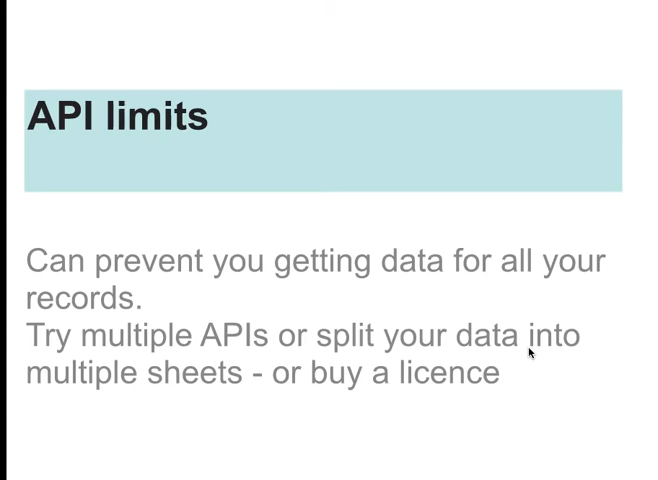 API limits
Can prevent you getting data for all your
records.
Try multiple APIs or split your data into
multiple sheets - or buy a licence